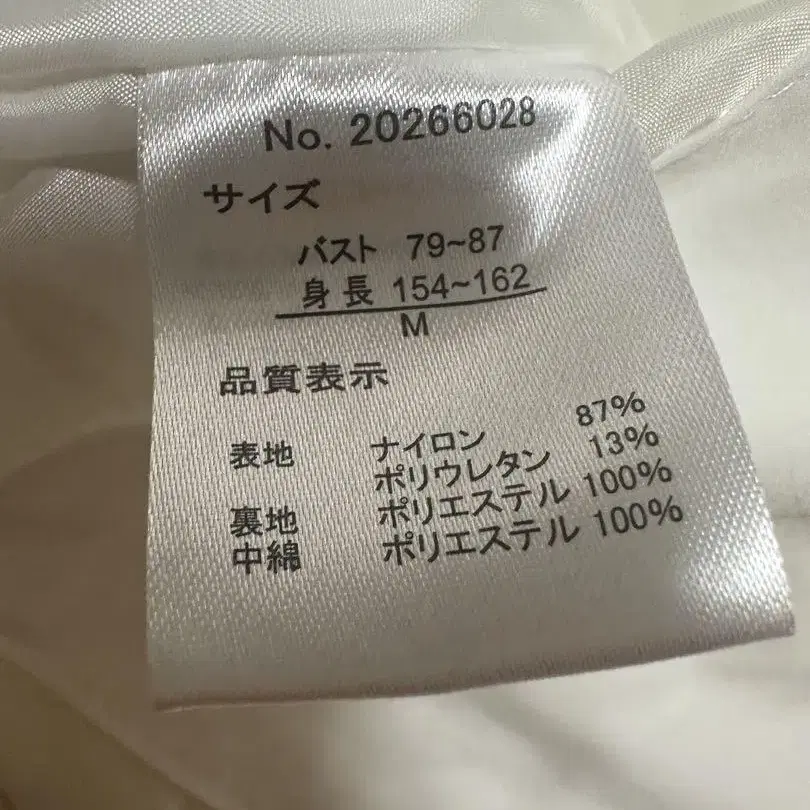 No. 20266028
サイズ
バスト 79~87
身長 154~162
M
品質表示
表地 ナイロン 87%
ポリウレタン 13%
裏地 ポリエステル 100%
中綿 ポリエステル 100%